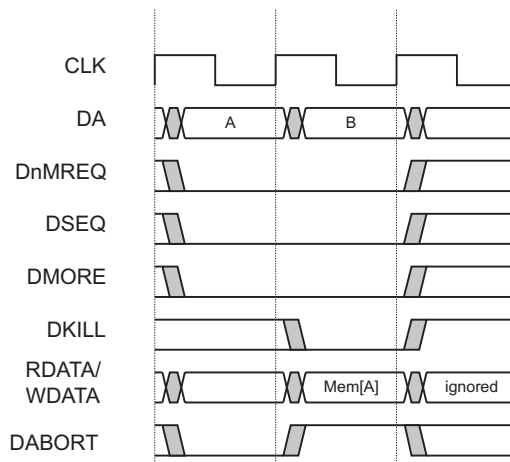 CLK
DA
A
B
DnMREQ
DSEQ
DMORE
DKILL
RDATA/
WDATA
Mem[A]
ignored
DABORT